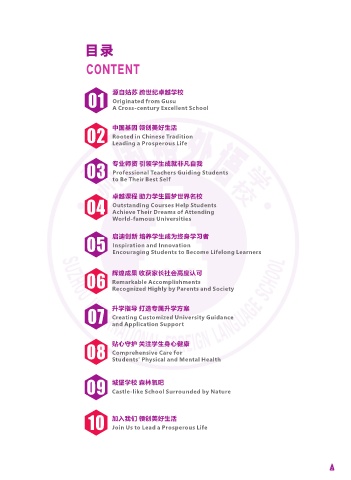 目录
CONTENT
01
源自姑苏 跨世纪卓越学校
Originated from Gusu
A Cross-century Excellent School
02
中国基因 领创美好生活
Rooted in Chinese Tradition
Leading a Prosperous Life
03
专业师资 引领学生成就非凡自我
Professional Teachers Guiding Students
to Be Their Best Self
04
卓越课程 助力学生圆梦世界名校
Outstanding Courses Help Students
Achieve Their Dreams of Attending
World-famous Universities
05
启迪创新 培养学生成为终身学习者
Inspiration and Innovation
Encouraging Students to Become Lifelong Learners
06
辉煌成果 收获家长社会高度认可
Remarkable Accomplishments
Recognized Highly by Parents and Society
07
升学指导 打造专属升学方案
Creating Customized University Guidance
and Application Support
08
贴心守护 关注学生身心健康
Comprehensive Care for
Students' Physical and Mental Health
09
城堡学校 森林氧吧
Castle-like School Surrounded by Nature
10
加入我们 领创美好生活
Join Us to Lead a Prosperous Life